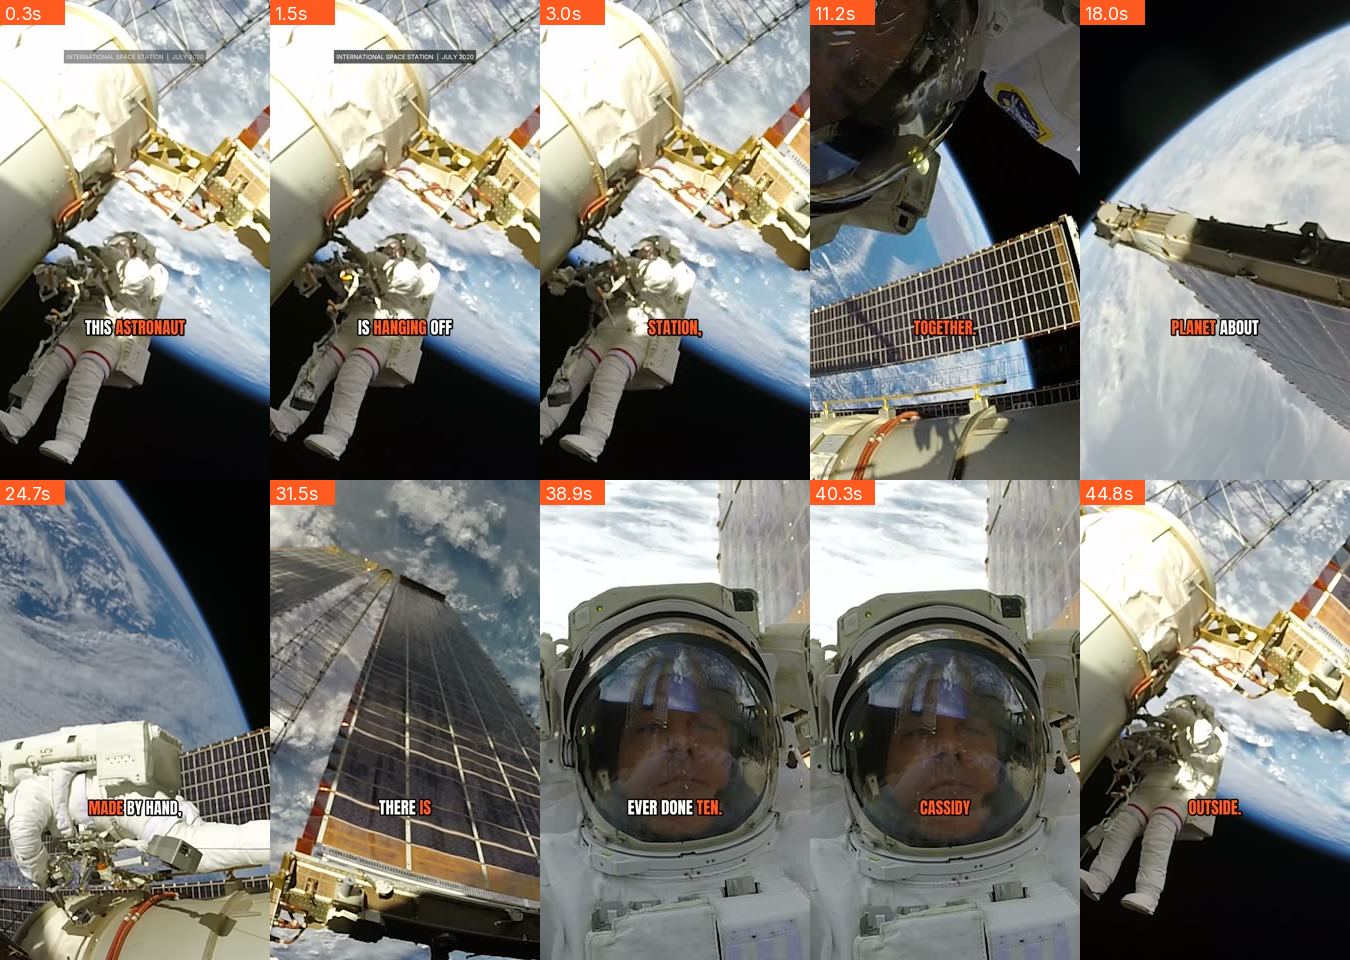 0.3s
INTERNATIONAL SPACE STATION | JULY 2020
THIS ASTRONAUT
1.5s
INTERNATIONAL SPACE STATION | JULY 2020
IS HANGING OFF
3.0s
STATION,
11.2s
TOGETHER.
18.0s
PLANET ABOUT
24.7s
MADE BY HAND,
31.5s
THERE IS
38.9s
EVER DONE TEN.
40.3s
CASSIDY
44.8s
OUTSIDE.